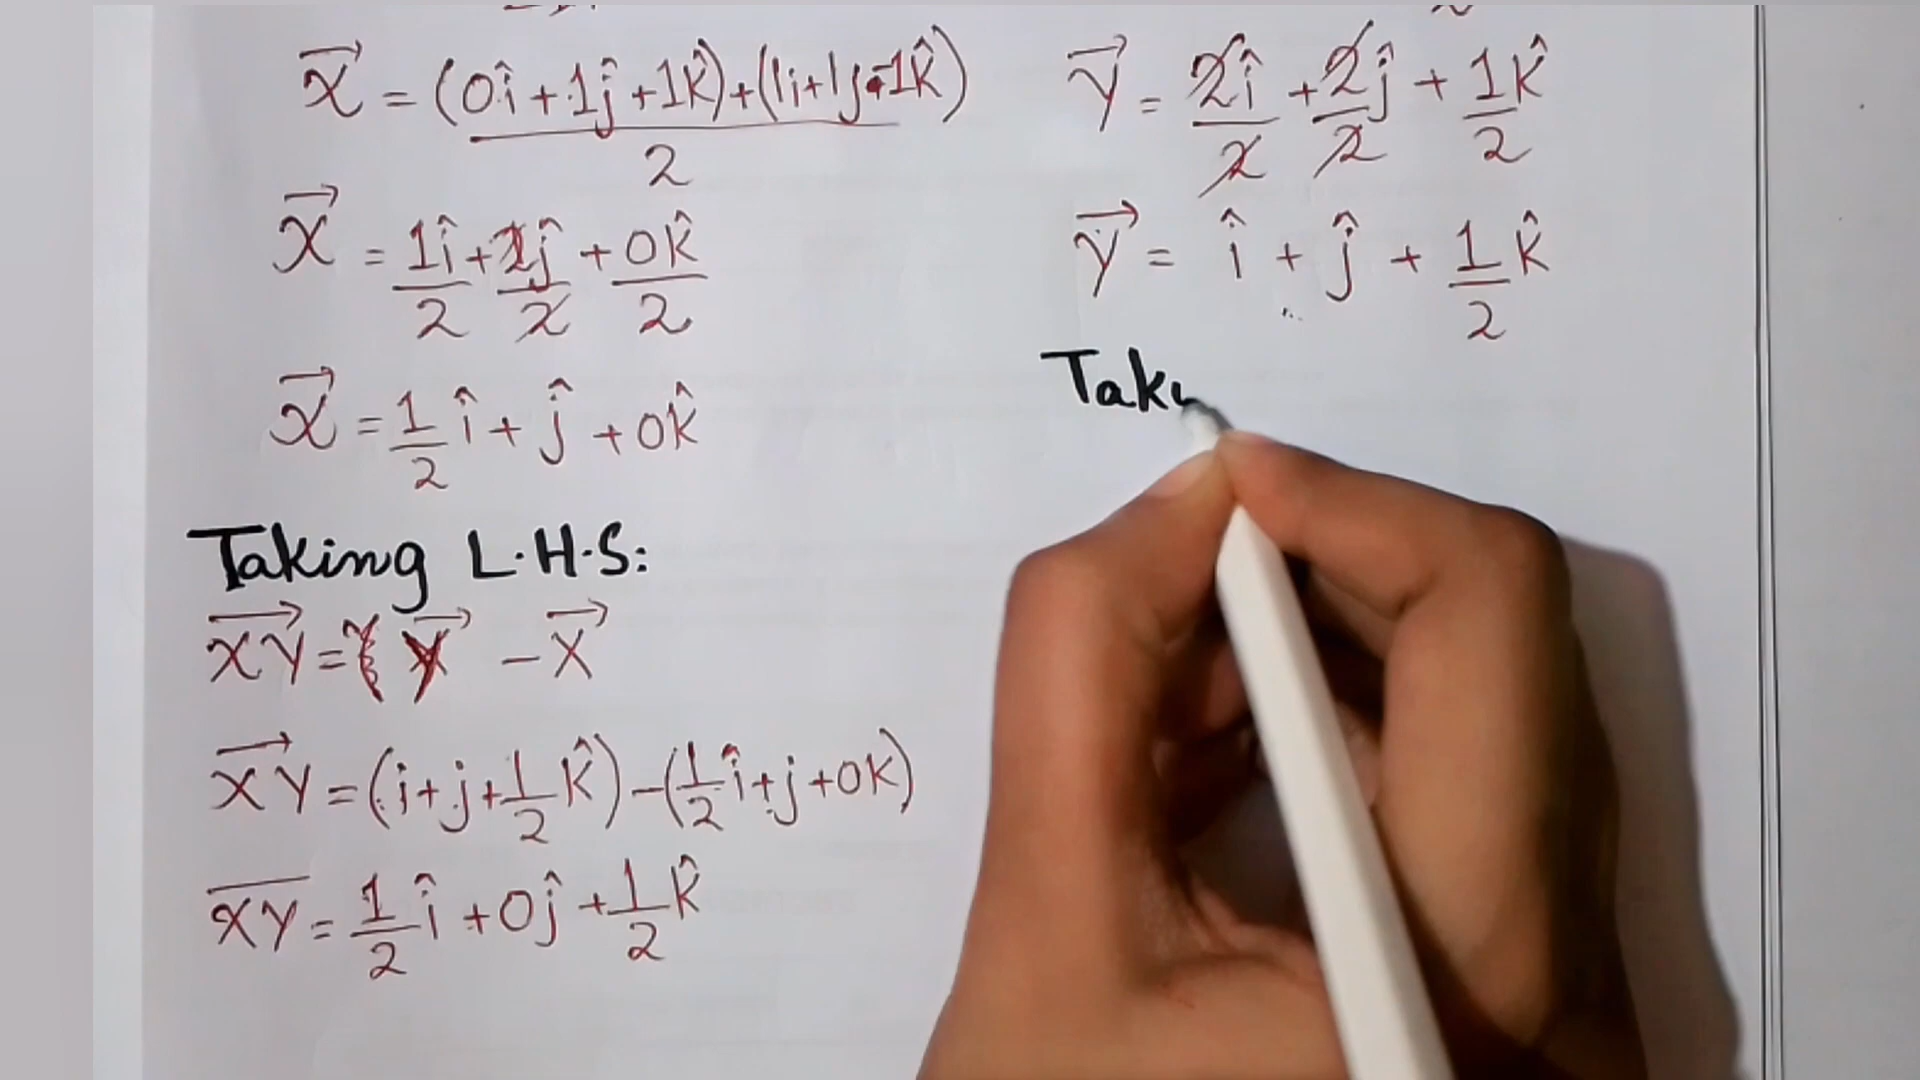 x⃗ = (0î + 1ĵ + 1k̂) + (1i + 1j - 1k̂) / 2
x⃗ = 1î/2 + 2ĵ/2 + 0k̂/2
x⃗ = 1/2 î + ĵ + 0k̂
Taking L.H.S:
XY = Y - X
XY = (i + j + 1/2 k̂) - (1/2 î + j + 0k)
XY = 1/2 î + 0ĵ + 1/2 k̂
y⃗ = 2î/2 + 2ĵ/2 + 1k̂/2
y⃗ = î + ĵ + 1/2 k̂
Tak